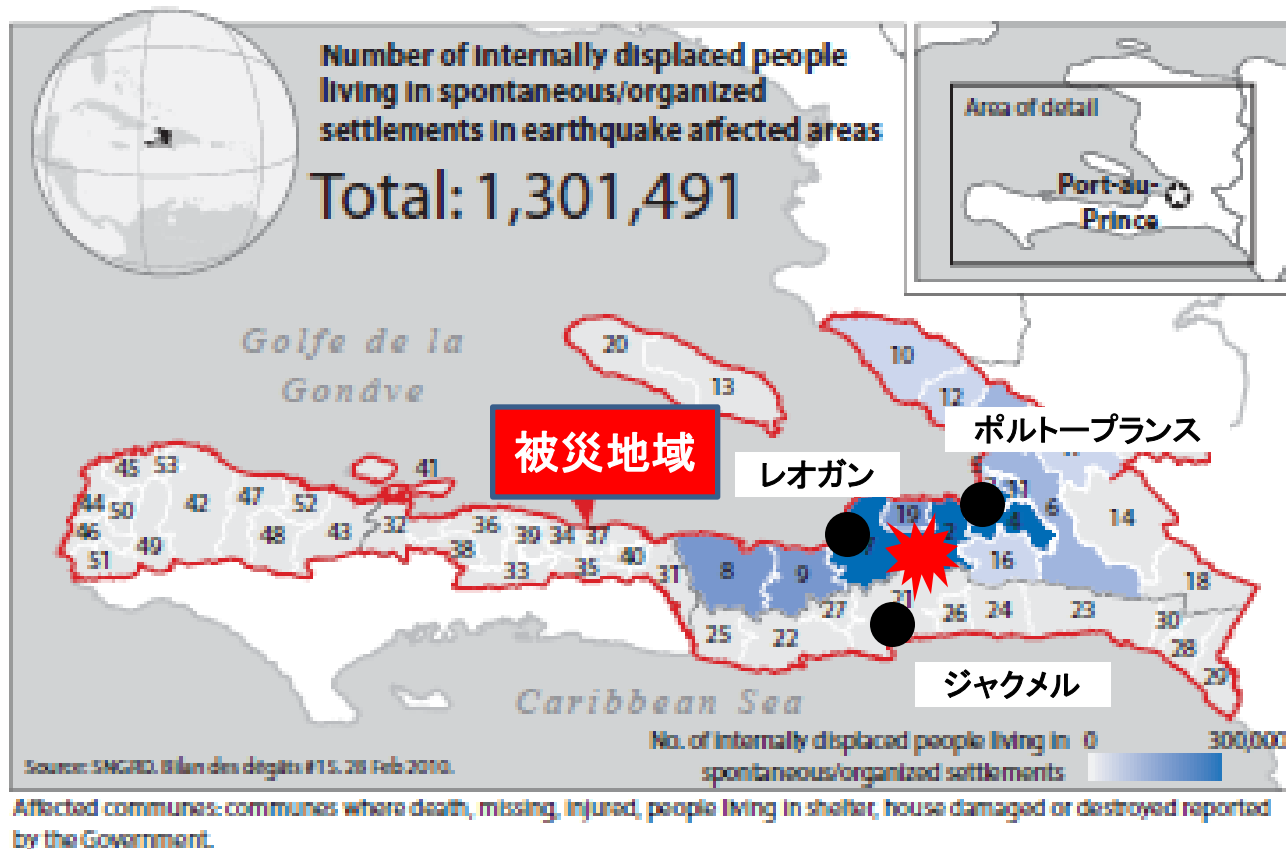 Number of internally displaced people
living in spontaneous/organized
settlements in earthquake affected areas
Total: 1,301,491
Area of detail
Port-au-
Prince
Golfe de la
Gonâve
20
13
10
12
被災地域
ポルトープランス
レオガン
45 53
41
44 50 42 47 52
46 48 43 32
51 49
36 39 34 37
38 33 35 40
31 8 9
19 2 4 6 14
16
18
25 22 27 21 26 24 23 30
28
29
ジャクメル
Caribbean Sea
No. of internally displaced people living in 0 300,000
spontaneous/organized settlements
Source: SNGRD. Bilan des dégâts #15. 28 Feb 2010.
Affected communes: communes where death, missing, injured, people living in shelter, house damaged or destroyed reported
by the Government.